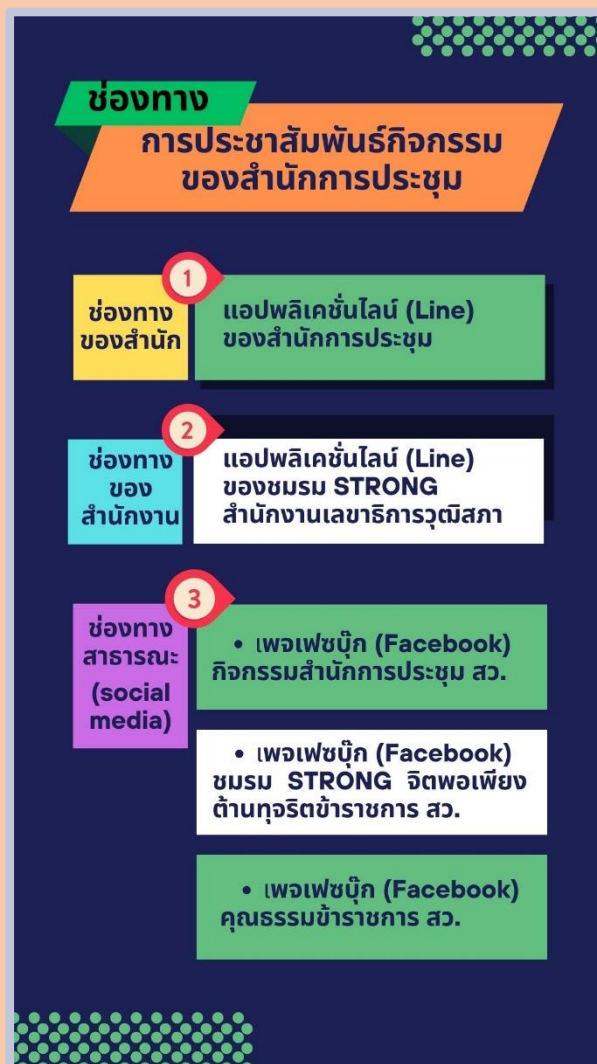 ช่องทาง
การประชาสัมพันธ์กิจกรรม
ของสำนักการประชุม
1
ช่องทาง
ของสำนัก
แอปพลิเคชั่นไลน์ (Line)
ของสำนักการประชุม
2
ช่องทาง
ของ
สำนักงาน
แอปพลิเคชั่นไลน์ (Line)
ของชมรม STRONG
สำนักงานเลขาธิการวุฒิสภา
3
ช่องทาง
สาธารณะ
(social
media)
• เพจเฟซบุ๊ก (Facebook)
กิจกรรมสำนักการประชุม สว.
• เพจเฟซบุ๊ก (Facebook)
ชมรม STRONG จิตพอเพียง
ต้านทุจริตข้าราชการ สว.
• เพจเฟซบุ๊ก (Facebook)
คุณธรรมข้าราชการ สว.